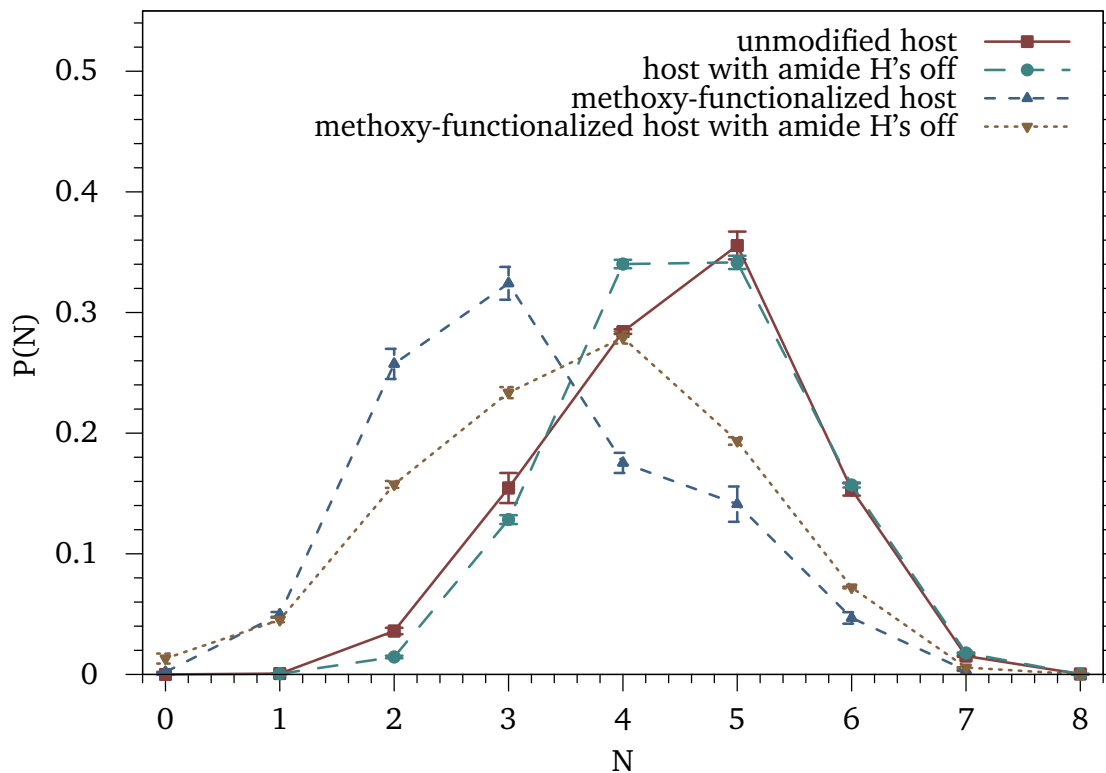 unmodified host
host with amide H's off
methoxy-functionalized host
methoxy-functionalized host with amide H's off
0.5
0.4
0.3
0.2
0.1
0
P(N)
0 1 2 3 4 5 6 7 8
N